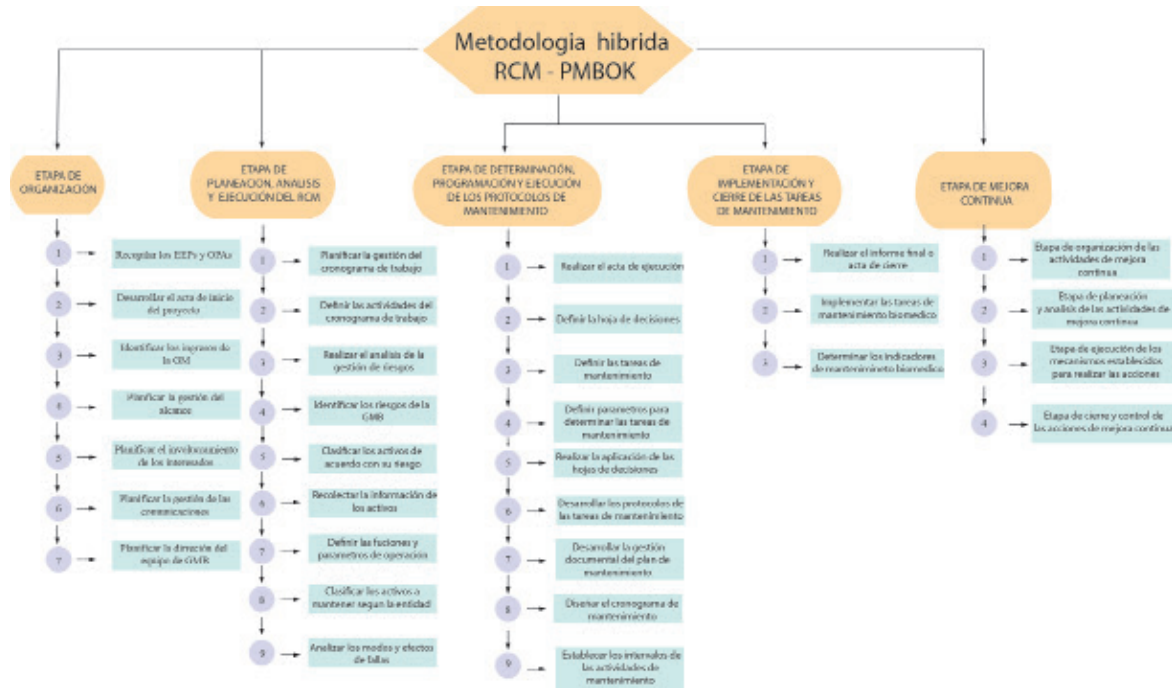 Metodologia hibrida
RCM - PMBOK
ETAPA DE
ORGANIZACIÓN
1
Recopilar los EEPs y OPAs
2
Desarrollar el acta de inicio
del proyecto
3
Identificar los ingresos de
la GM
4
Planificar la gestión del
alcance
5
Planificar el involucramiento
de los interesados
6
Planificar la gestión de las
comunicaciones
7
Planificar la dirección del
equipo de GMB
ETAPA DE
PLANEACION, ANALISIS
Y EJECUCIÓN DEL RCM
1
Planificar la gestión del
cronograma de trabajo
2
Definir las actividades del
cronograma de trabajo
3
Realizar el analisis de la
gestión de riesgos
4
Identificar los riesgos de la
GMB
5
Clasificar los activos de
acuerdo con su riesgo
6
Recolectar la información de
los activos
7
Definir las fuciones y
parametros de operación
8
Clasificar los activos a
mantener segun la entidad
9
Analizar los modos y efectos
de fallas
ETAPA DE DETERMINACIÓN,
PROGRAMACIÓN Y EJECUCIÓN
DE LOS PROTOCOLOS DE
MANTENIMIENTO
1
Realizar el acta de ejecución
2
Definir la hoja de decisiones
3
Definir las tareas de
mantenimiento
4
Definir parametros para
determinar las tareas de
mantenimiento
5
Realizar la aplicación de las
hojas de decisiones
6
Desarrollar los protocolos de
las tareas de mantenimiento
7
Desarrollar la gestión
documental del plan de
mantenimiento
8
Diseñar el cronograma de
mantenimiento
9
Establecer los intervalos de
las actividades de
mantenimiento
ETAPA DE
IMPLEMENTACIÓN Y
CIERRE DE LAS TAREAS
DE MANTENIMIENTO
1
Realizar el informe final o
acta de cierre
2
Implementar las tareas de
mantenimiento biomedico
3
Determinar los indicadores
de mantenimineto biomedico
ETAPA DE MEJORA
CONTINUA
1
Etapa de organización de las
actividades de mejora
continua
2
Etapa de planeación
y analisis de las actividades de
mejora continua
3
Etapa de ejecución de los
mecanismos establecidos
para realizar las acciones
4
Etapa de cierre y control de
las acciones de mejora continua